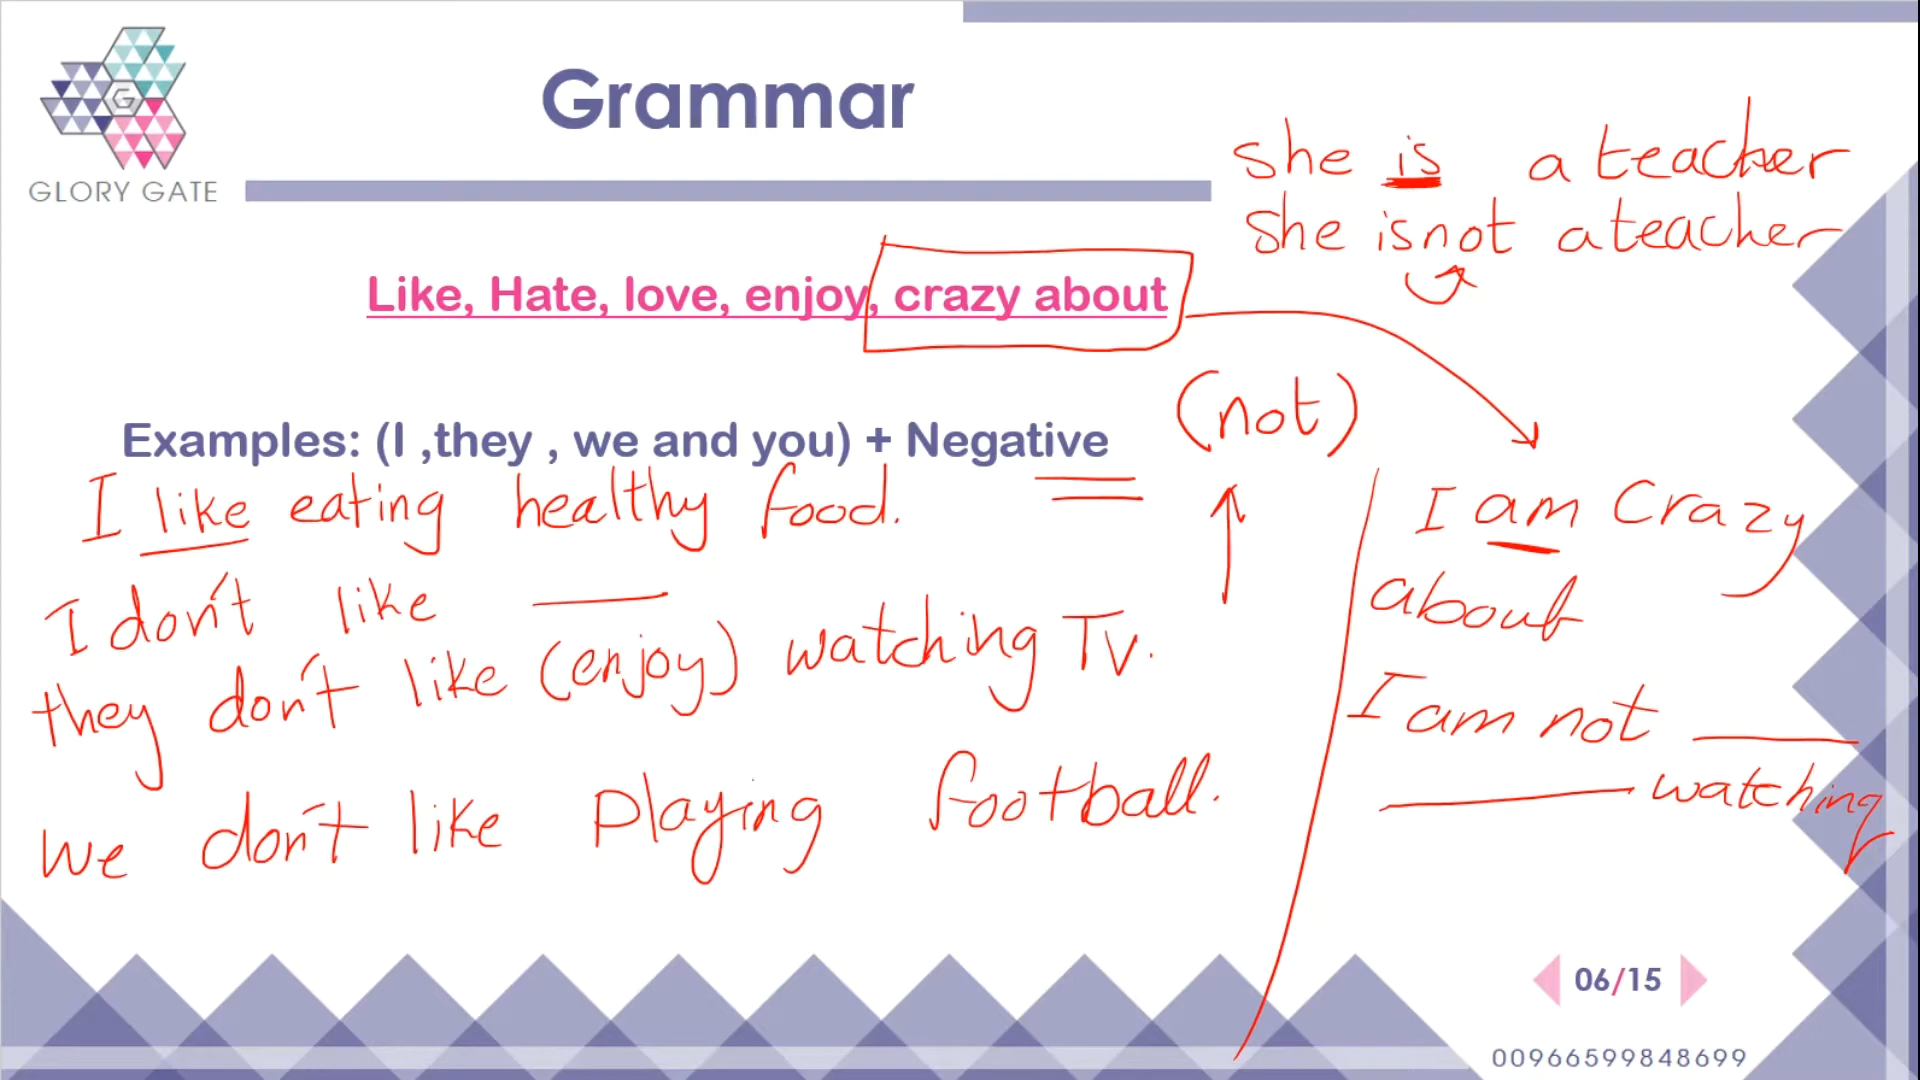 Grammar
GLORY GATE
she is a teacher
She is not a teacher
Like, Hate, love, enjoy, crazy about
(not)
Examples: (I ,they , we and you) + Negative
I like eating healthy food.
I don't like
they don't like (enjoy) watching TV.
we don't like Playing football.
I am crazy
about
I am not
watching
06/15
00966599848699